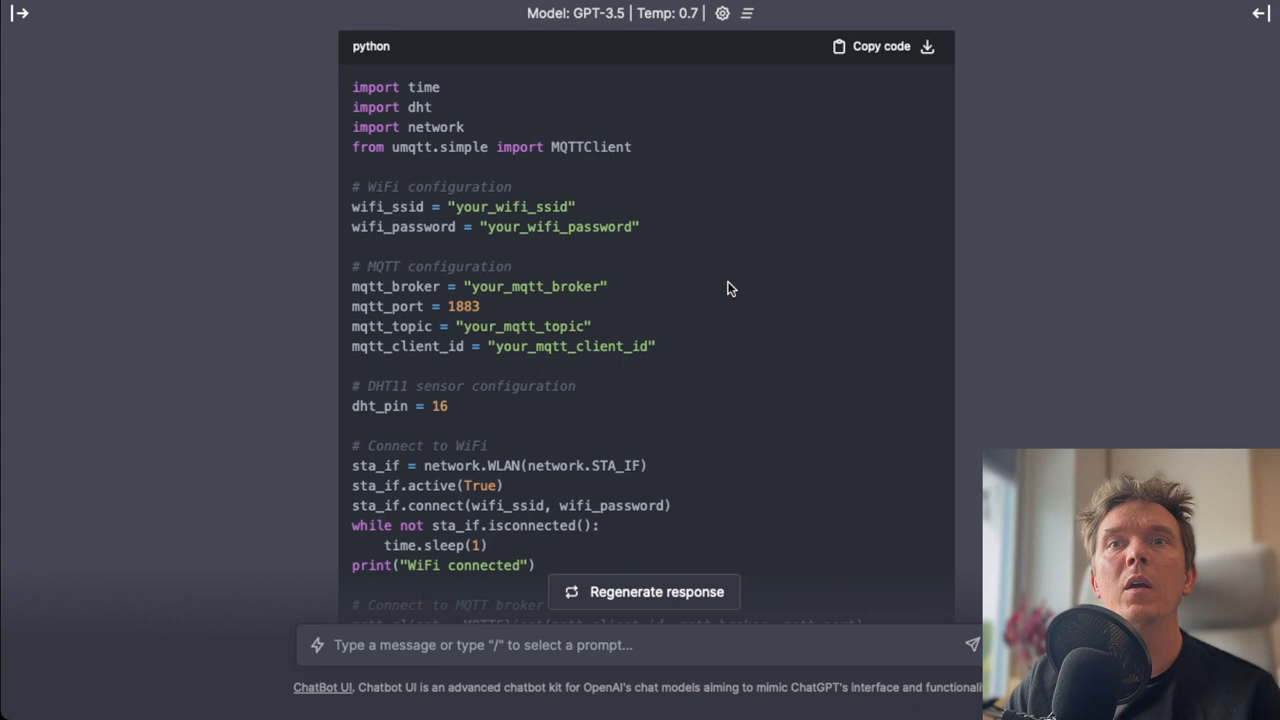 Model: GPT-3.5 | Temp: 0.7 |
python
Copy code
import time
import dht
import network
from umqtt.simple import MQTTClient
# WiFi configuration
wifi_ssid = "your_wifi_ssid"
wifi_password = "your_wifi_password"
# MQTT configuration
mqtt_broker = "your_mqtt_broker"
mqtt_port = 1883
mqtt_topic = "your_mqtt_topic"
mqtt_client_id = "your_mqtt_client_id"
# DHT11 sensor configuration
dht_pin = 16
# Connect to WiFi
sta_if = network.WLAN(network.STA_IF)
sta_if.active(True)
sta_if.connect(wifi_ssid, wifi_password)
while not sta_if.isconnected():
    time.sleep(1)
print("WiFi connected")
Regenerate response
# Connect to MQTT broker
Type a message or type "/" to select a prompt...
ChatBot UI. Chatbot UI is an advanced chatbot kit for OpenAI's chat models aiming to mimic ChatGPT's interface and